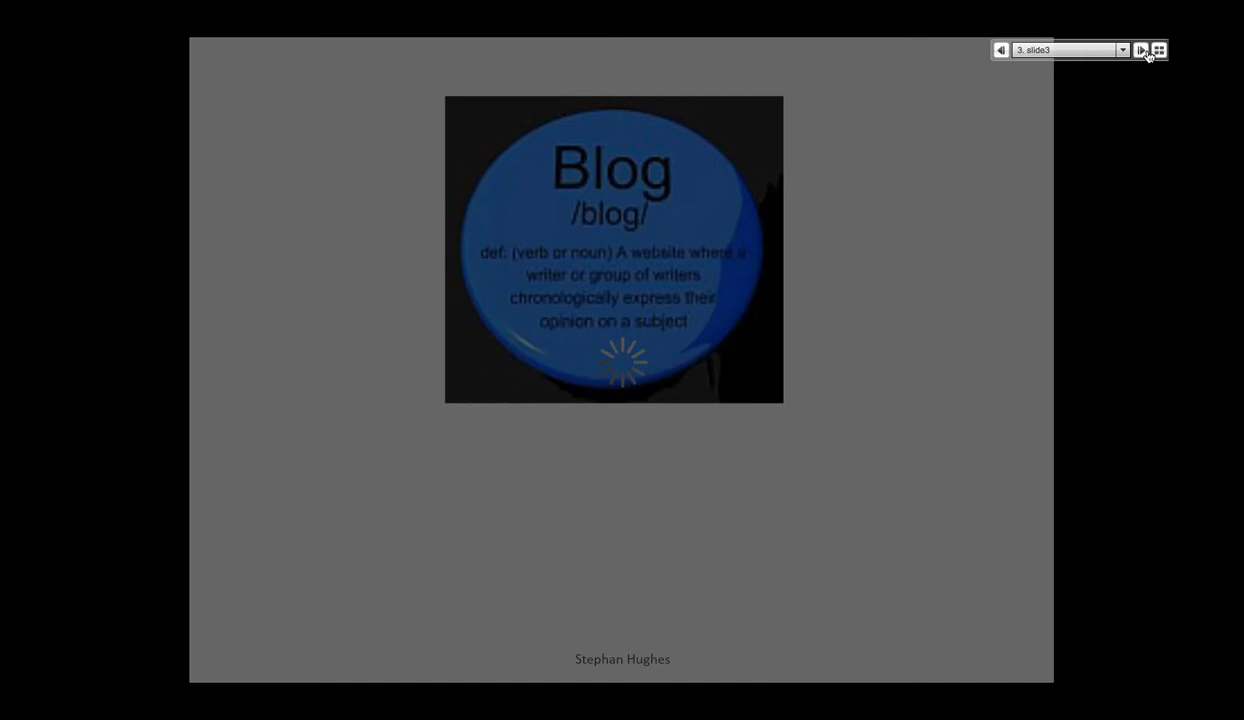 3. slide3
Blog
/blog/
def: (verb or noun) A website where a
writer or group of writers
chronologically express their
opinion on a subject
Stephan Hughes